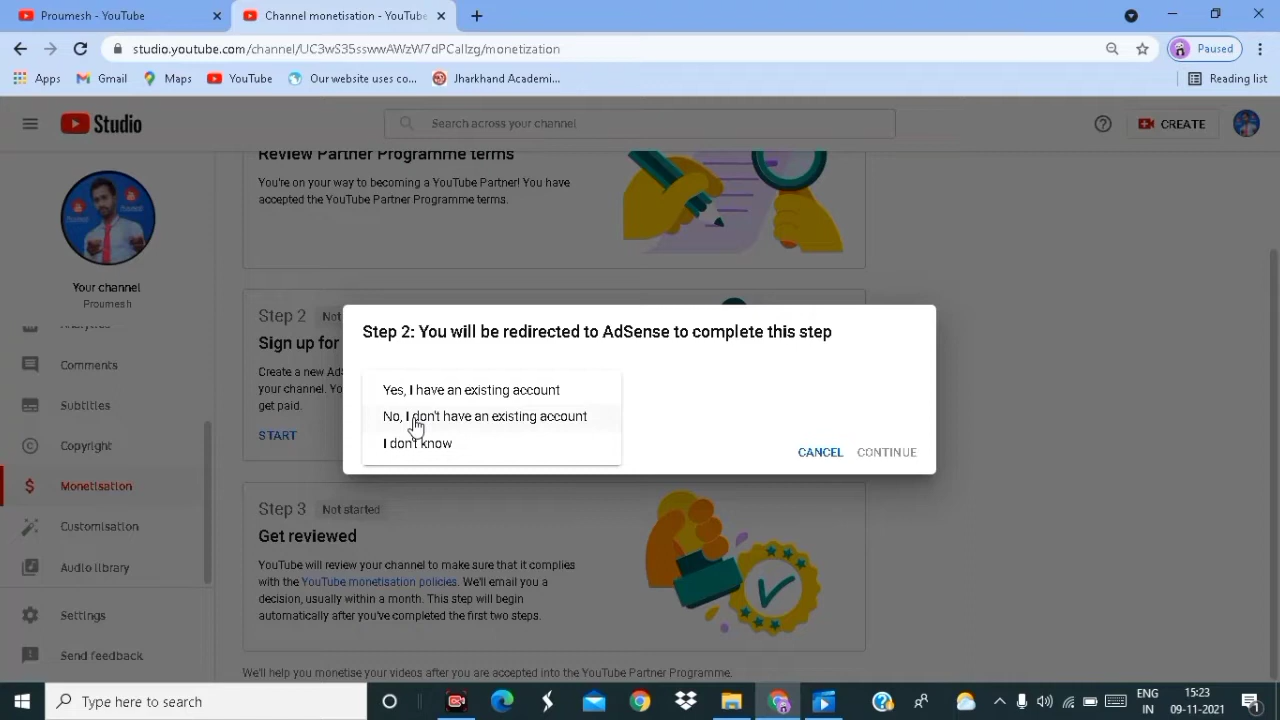 Proumesh - YouTube
Channel monetisation - YouTube
studio.youtube.com/channel/UC3wS35sswwAWzW7dPCaIlzg/monetization
Paused
Apps
Gmail
Maps
YouTube
Our website uses co...
Jharkhand Academi...
Reading list
Studio
Search across your channel
CREATE
Your channel
Proumesh
Analytics
Comments
Subtitles
Copyright
Monetisation
Customisation
Audio library
Settings
Send feedback
Review Partner Programme terms
You're on your way to becoming a YouTube Partner! You have
accepted the YouTube Partner Programme terms.
Step 2
Not
Sign up for
Create a new Ad
your channel. Yo
get paid.
START
Step 2: You will be redirected to AdSense to complete this step
Yes, I have an existing account
No, I don't have an existing account
I don't know
CANCEL
CONTINUE
Step 3
Not started
Get reviewed
YouTube will review your channel to make sure that it complies
with the YouTube monetisation policies. We'll email you a
decision, usually within a month. This step will begin
automatically after you've completed the first two steps.
We'll help you monetise your videos after you are accepted into the YouTube Partner Programme.
Type here to search
ENG
IN
15:23
09-11-2021
1